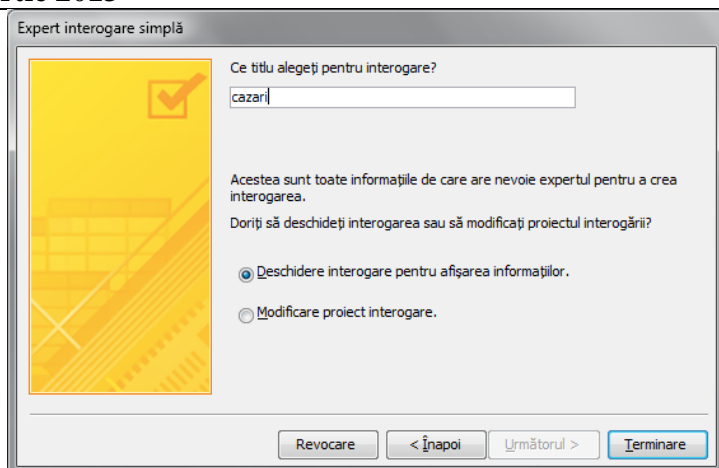 Expert interogare simplă
Ce titlu alegeți pentru interogare?
cazari
Acestea sunt toate informațiile de care are nevoie expertul pentru a crea
interogarea.
Doriți să deschideți interogarea sau să modificați proiectul interogării?
Deschidere interogare pentru afișarea informațiilor.
Modificare proiect interogare.
Revocare
< Înapoi
Următorul >
Terminare